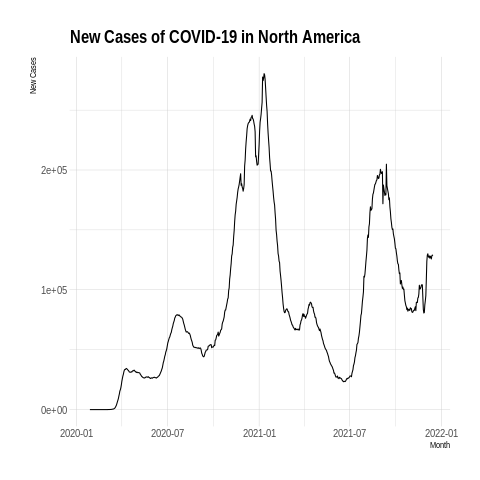 New Cases of COVID-19 in North America
New Cases
2e+05
1e+05
0e+00
2020-01 2020-07 2021-01 2021-07 2022-01
Month